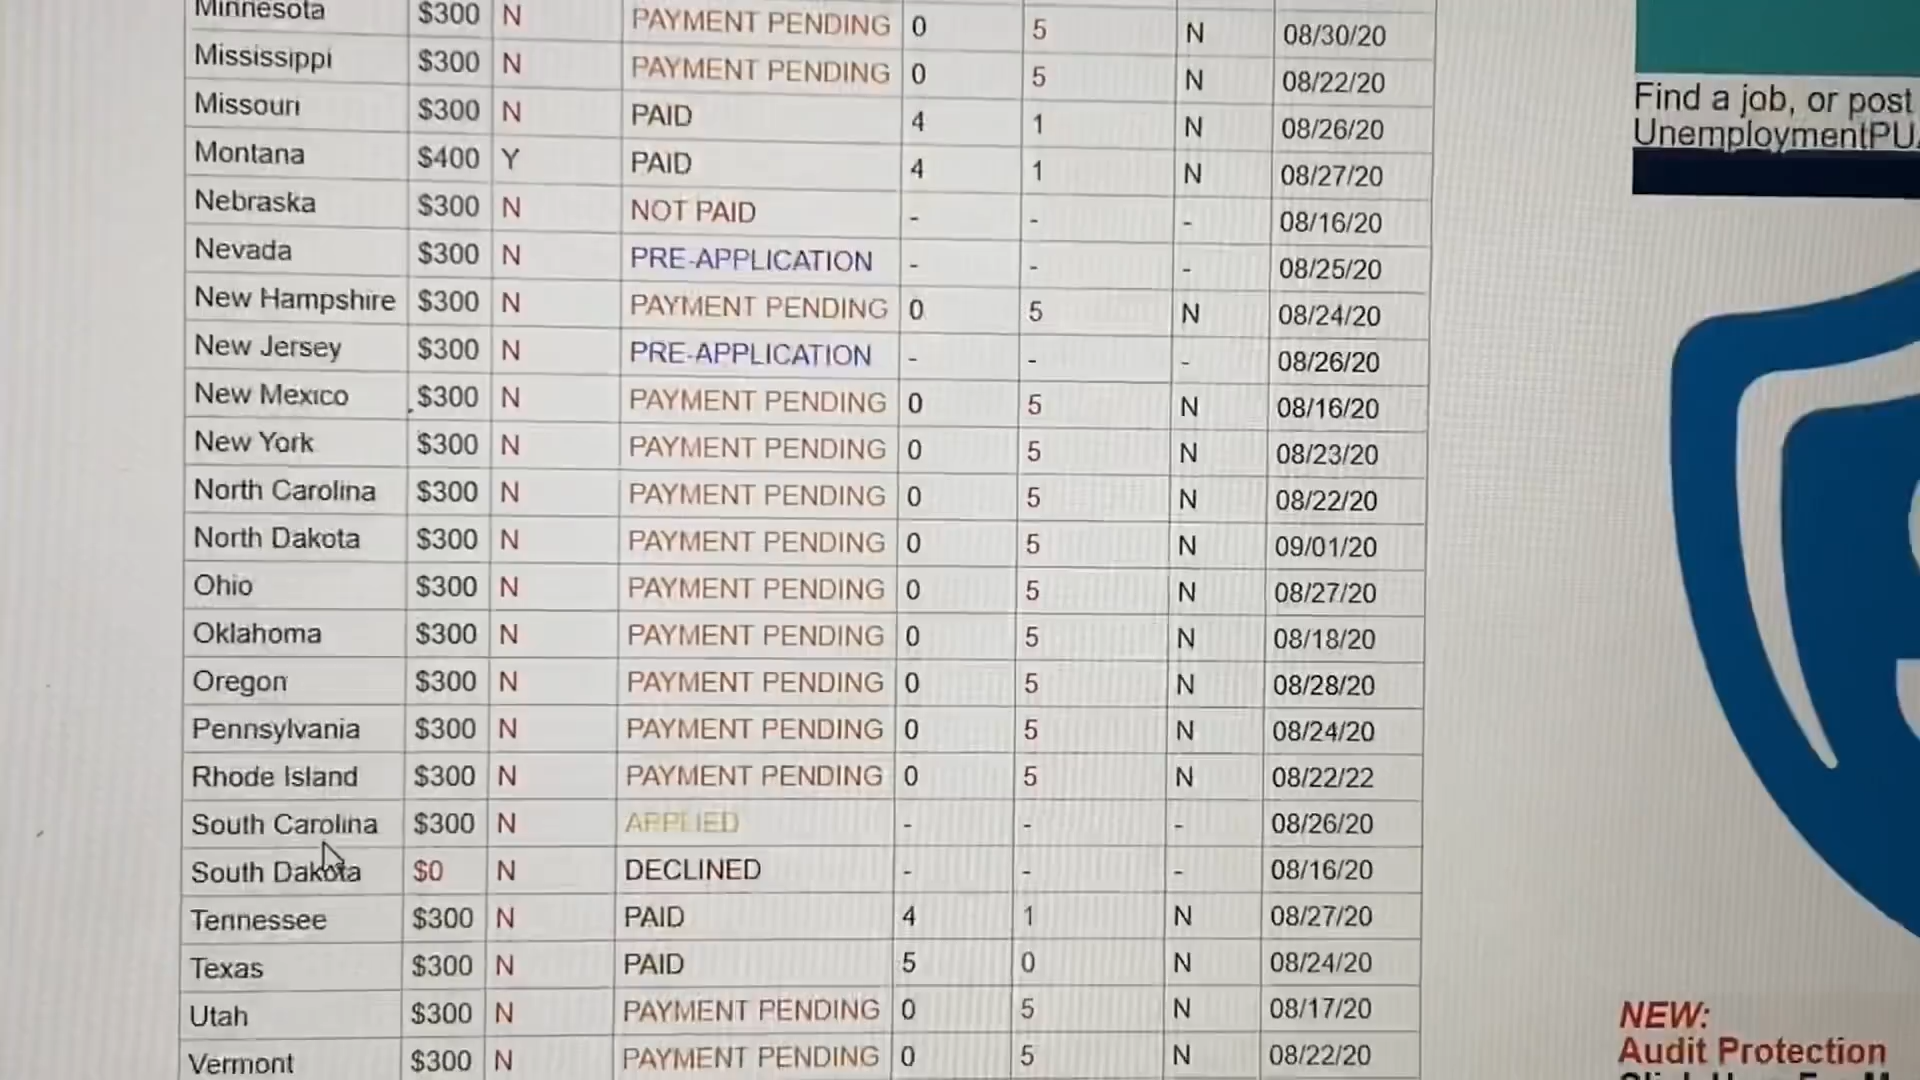 Minnesota $300 N PAYMENT PENDING 0 5 N 08/30/20
Mississippi $300 N PAYMENT PENDING 0 5 N 08/22/20
Missouri $300 N PAID 4 1 N 08/26/20
Montana $400 Y PAID 4 1 N 08/27/20
Nebraska $300 N NOT PAID - - - 08/16/20
Nevada $300 N PRE-APPLICATION - - - 08/25/20
New Hampshire $300 N PAYMENT PENDING 0 5 N 08/24/20
New Jersey $300 N PRE-APPLICATION - - - 08/26/20
New Mexico $300 N PAYMENT PENDING 0 5 N 08/16/20
New York $300 N PAYMENT PENDING 0 5 N 08/23/20
North Carolina $300 N PAYMENT PENDING 0 5 N 08/22/20
North Dakota $300 N PAYMENT PENDING 0 5 N 09/01/20
Ohio $300 N PAYMENT PENDING 0 5 N 08/27/20
Oklahoma $300 N PAYMENT PENDING 0 5 N 08/18/20
Oregon $300 N PAYMENT PENDING 0 5 N 08/28/20
Pennsylvania $300 N PAYMENT PENDING 0 5 N 08/24/20
Rhode Island $300 N PAYMENT PENDING 0 5 N 08/22/22
South Carolina $300 N APPLIED - - - 08/26/20
South Dakota $0 N DECLINED - - - 08/16/20
Tennessee $300 N PAID 4 1 N 08/27/20
Texas $300 N PAID 5 0 N 08/24/20
Utah $300 N PAYMENT PENDING 0 5 N 08/17/20
Vermont $300 N PAYMENT PENDING 0 5 N 08/22/20
Find a job, or post
UnemploymentPU
NEW:
Audit Protection